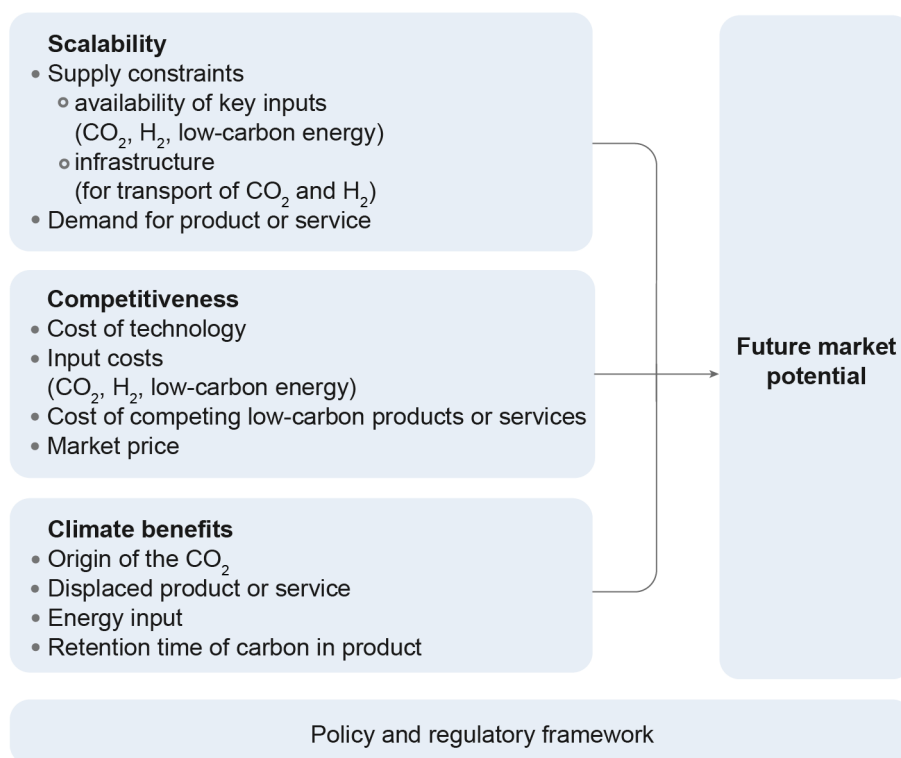 Scalability
• Supply constraints
∘ availability of key inputs
(CO₂, H₂, low-carbon energy)
∘ infrastructure
(for transport of CO₂ and H₂)
• Demand for product or service
Competitiveness
• Cost of technology
• Input costs
(CO₂, H₂, low-carbon energy)
• Cost of competing low-carbon products or services
• Market price
Climate benefits
• Origin of the CO₂
• Displaced product or service
• Energy input
• Retention time of carbon in product
Future market
potential
Policy and regulatory framework